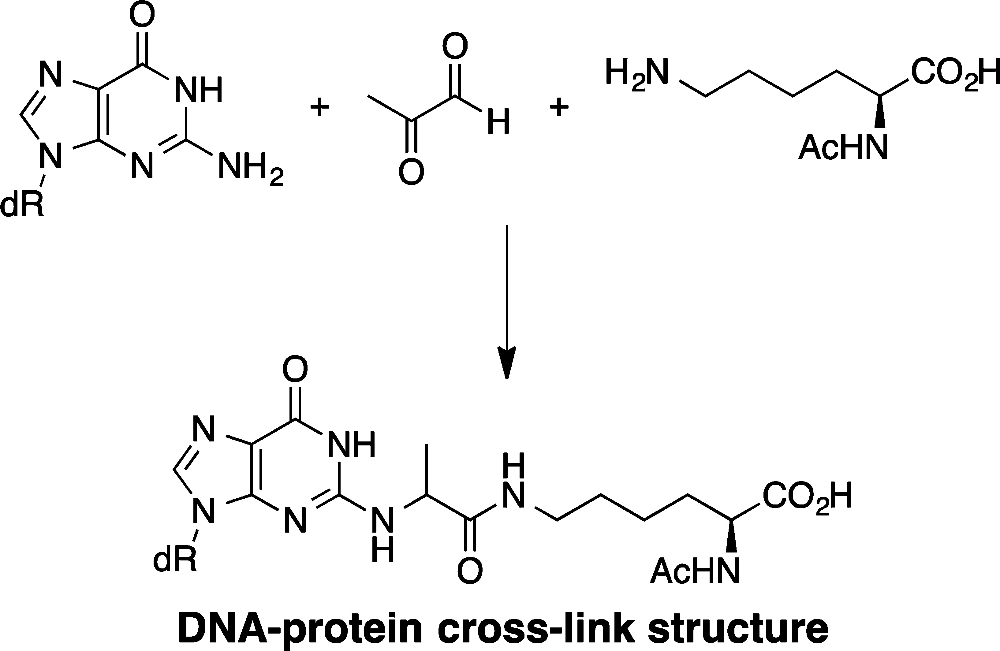 O
N
NH
N
N
NH2
dR
+
O
H
O
+
H2N
CO2H
AcHN
O
N
NH
N
N
N
H
dR
O
H
N
CO2H
AcHN
DNA-protein cross-link structure